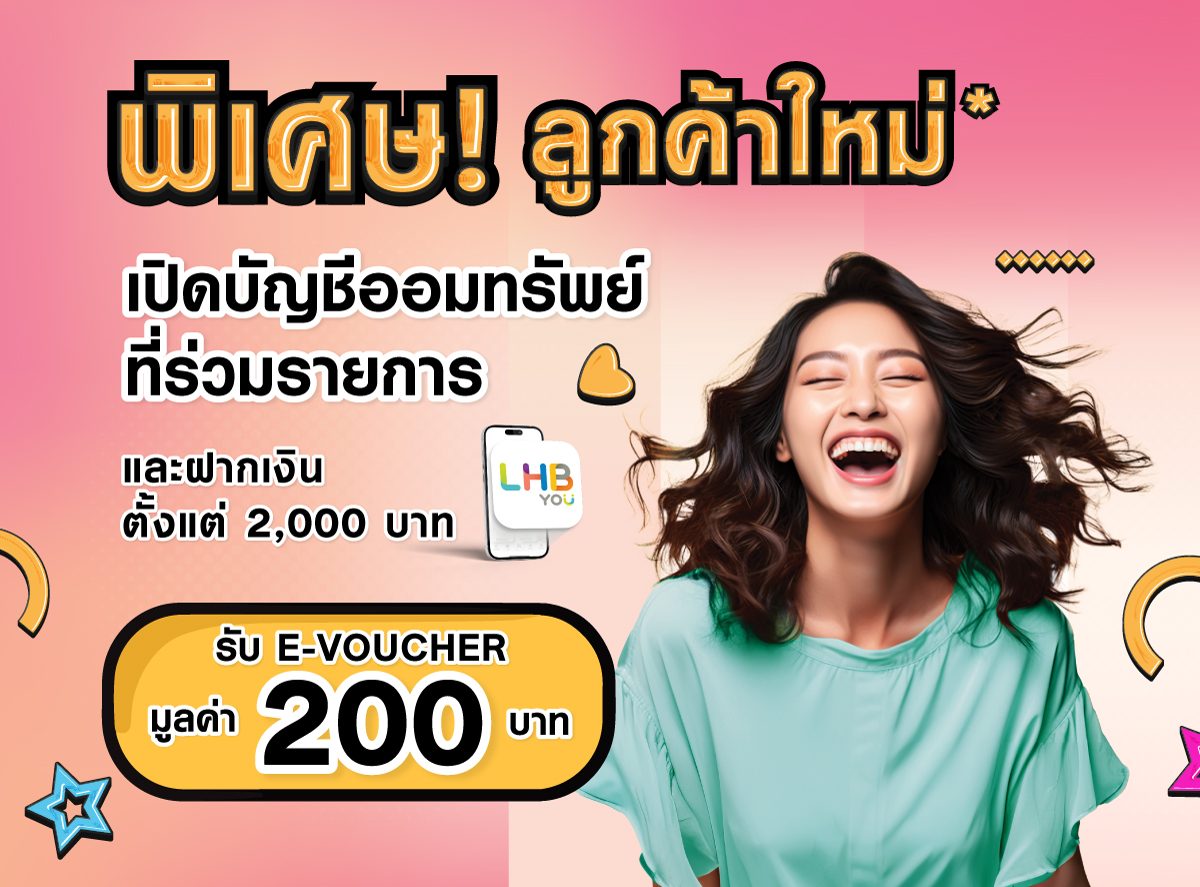 พิเศษ! ลูกค้าใหม่*
เปิดบัญชีออมทรัพย์
ที่ร่วมรายการ
และฝากเงิน
ตั้งแต่ 2,000 บาท
LHB
YOU
รับ E-VOUCHER
มูลค่า 200 บาท